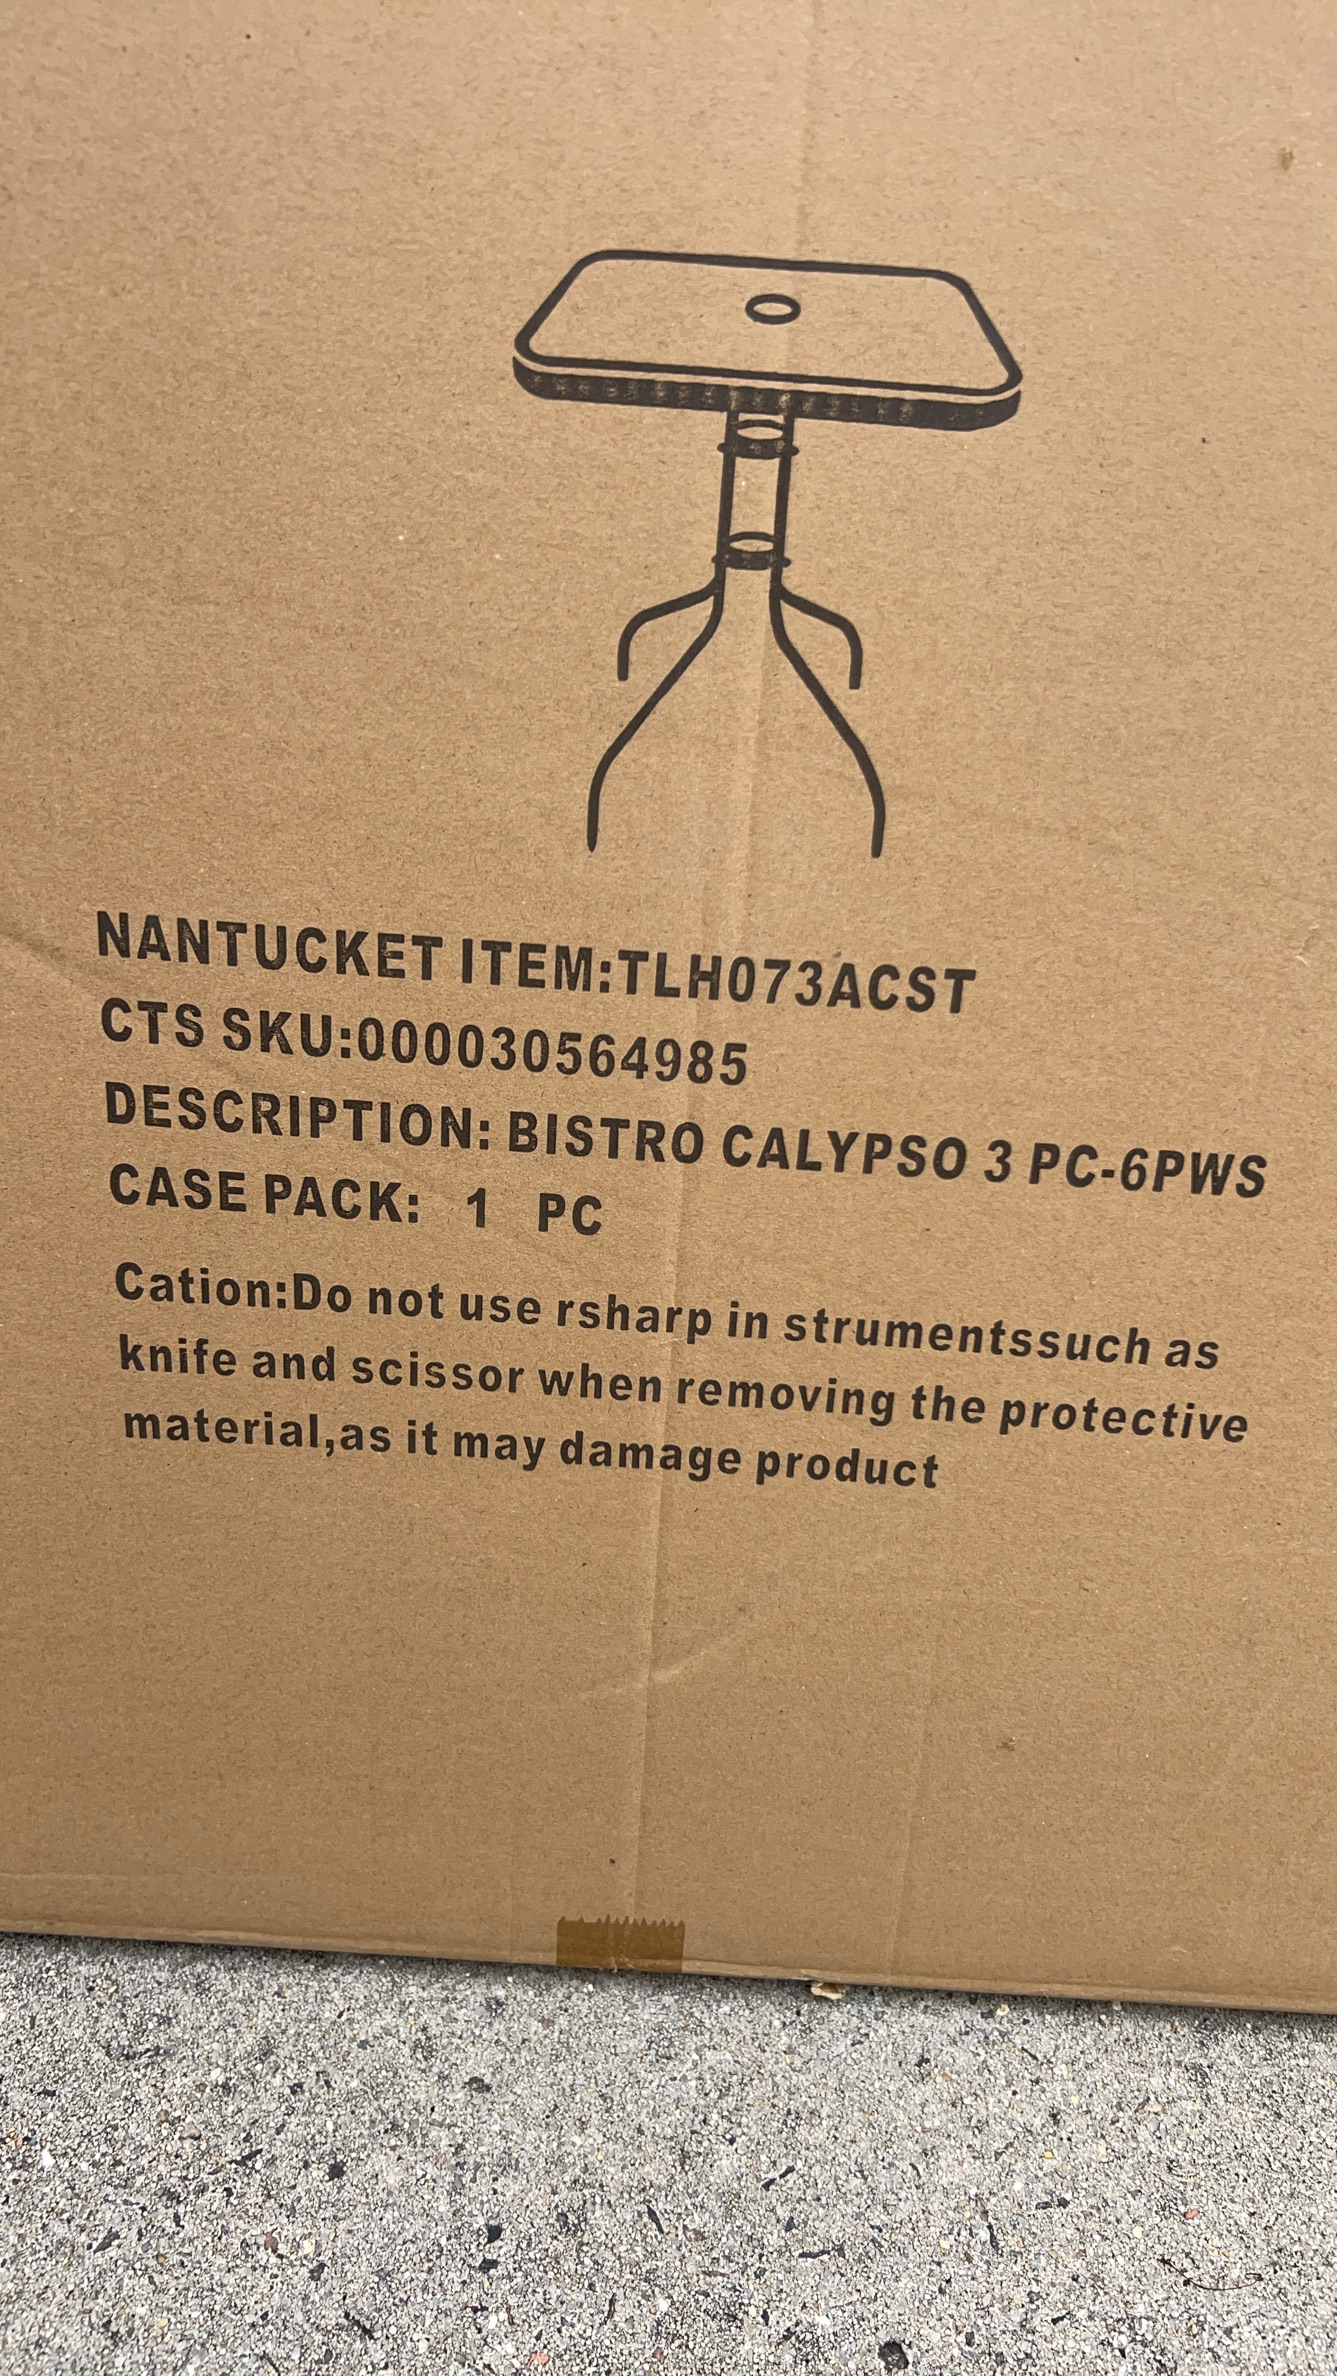 NANTUCKET ITEM:TLH073ACST
CTS SKU:000030564985
DESCRIPTION: BISTRO CALYPSO 3 PC-6PWS
CASE PACK: 1 PC
Cation:Do not use rsharp in strumentssuch as
knife and scissor when removing the protective
material,as it may damage product